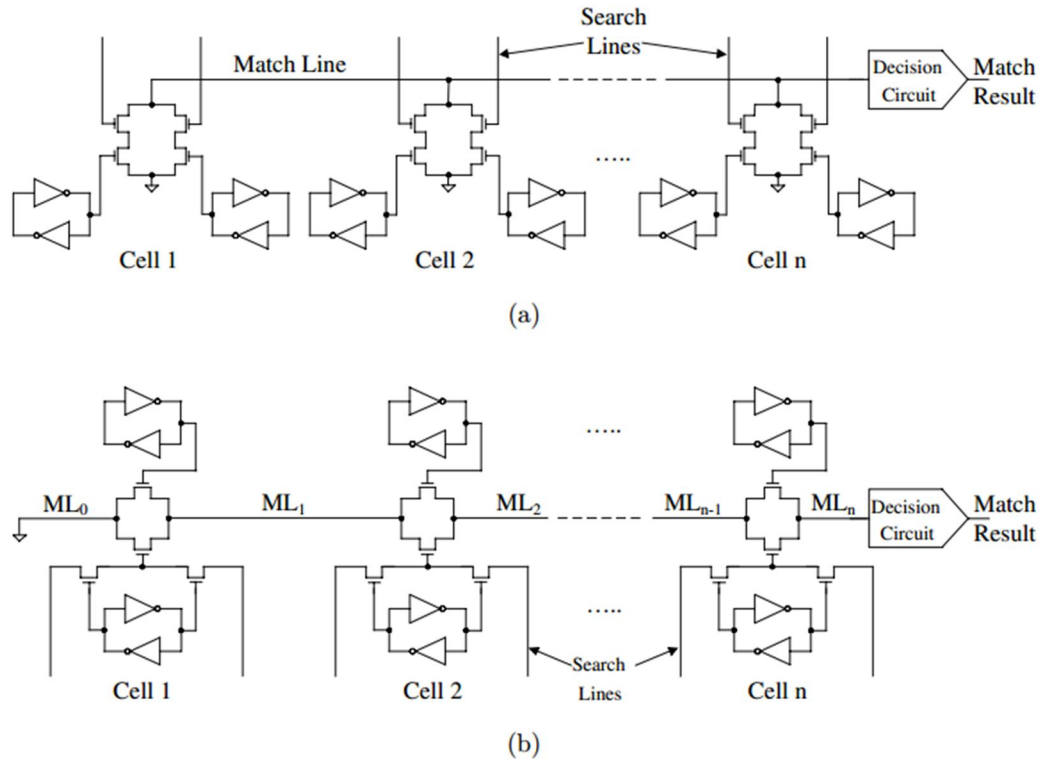 Search
Lines
Match Line
Decision
Circuit
Match
Result
.....
Cell 1
Cell 2
Cell n
(a)
.....
ML0
ML1
ML2
MLn-1
MLn
Decision
Circuit
Match
Result
.....
Search
Lines
Cell 1
Cell 2
Cell n
(b)